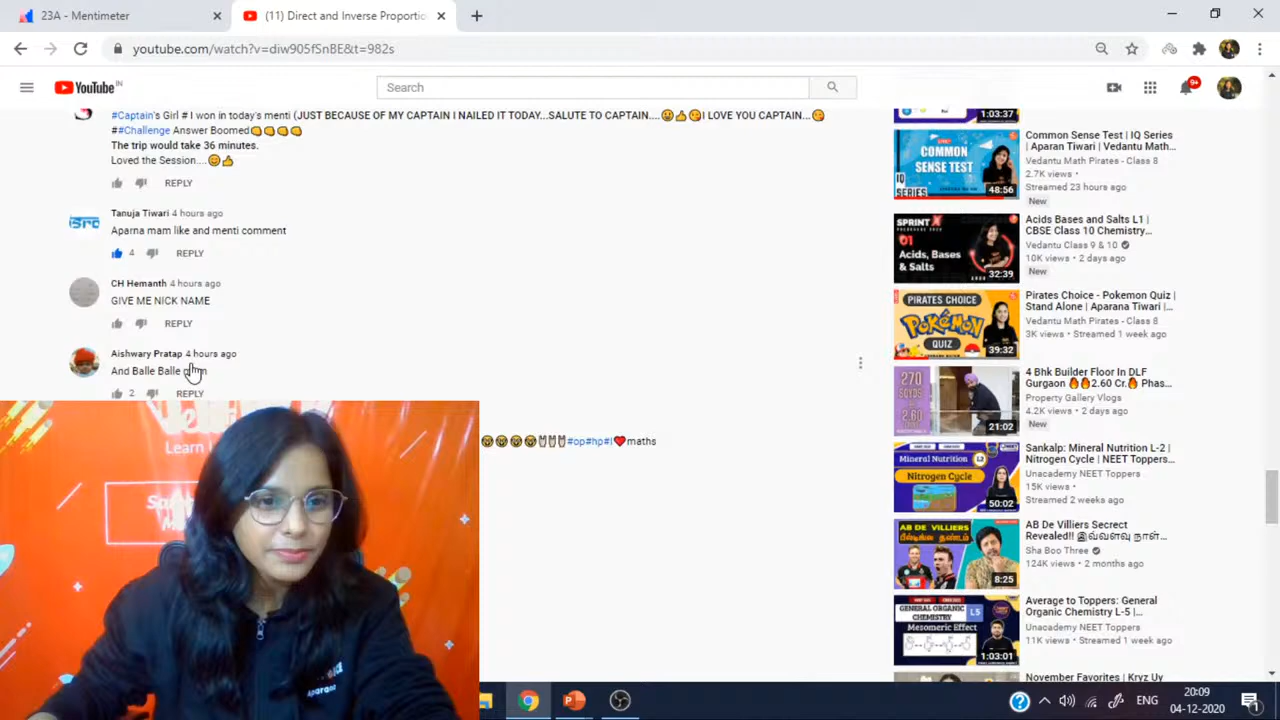 23A - Mentimeter
(11) Direct and Inverse Proportio
youtube.com/watch?v=diw905fSnBE&t=982s
YouTube IN
Search
9+
#Captain's Girl # I won in today's menti JUST BECAUSE OF MY CAPTAIN I NAILED IT TODAY...SALUTE TO CAPTAIN....😃👍😘I LOVE YOU CAPTAIN...😘
##Challenge Answer Boomed👊👊👊👊
The trip would take 36 minutes.
Loved the Session....😄👍
REPLY
Tanuja Tiwari 4 hours ago
Aparna mam like and menti comment
4 REPLY
CH Hemanth 4 hours ago
GIVE ME NICK NAME
REPLY
Aishwary Pratap 4 hours ago
And Balle Balle
2 REPLY
#op#hp#I❤maths
Learn
Aparana
1:03:37
COMMON
SENSE TEST
IQ
SERIES
48:56
Common Sense Test | IQ Series
| Aparan Tiwari | Vedantu Math...
Vedantu Math Pirates - Class 8
2.7K views •
Streamed 23 hours ago
New
SPRINT X
01
Acids, Bases
& Salts
32:39
Acids Bases and Salts L1 |
CBSE Class 10 Chemistry...
Vedantu Class 9 & 10
10K views • 2 days ago
New
PIRATES CHOICE
POKÉMON
QUIZ
39:32
Pirates Choice - Pokemon Quiz |
Stand Alone | Aparana Tiwari |...
Vedantu Math Pirates - Class 8
3K views • Streamed 1 week ago
270
SQYDS
2.60
21:02
4 Bhk Builder Floor In DLF
Gurgaon 🔥🔥2.60 Cr.🔥 Phas...
Property Gallery Vlogs
4.2K views • 2 days ago
New
Mineral Nutrition L2
Nitrogen
Cycle
50:02
Sankalp: Mineral Nutrition L-2 |
Nitrogen Cycle | NEET Toppers...
Unacademy NEET Toppers
15K views •
Streamed 2 weeks ago
AB DE VILLIERS
8:25
AB De Villiers Secrect
Revealed!! இவ்வளவு நாள்...
Sha Boo Three
124K views • 2 months ago
GENERAL ORGANIC
CHEMISTRY L5
Mesomeric Effect
1:03:01
Average to Toppers: General
Organic Chemistry L-5 |...
Unacademy NEET Toppers
11K views • Streamed 1 week ago
November Favorites | Kryz Uy
ENG
20:09
04-12-2020
1